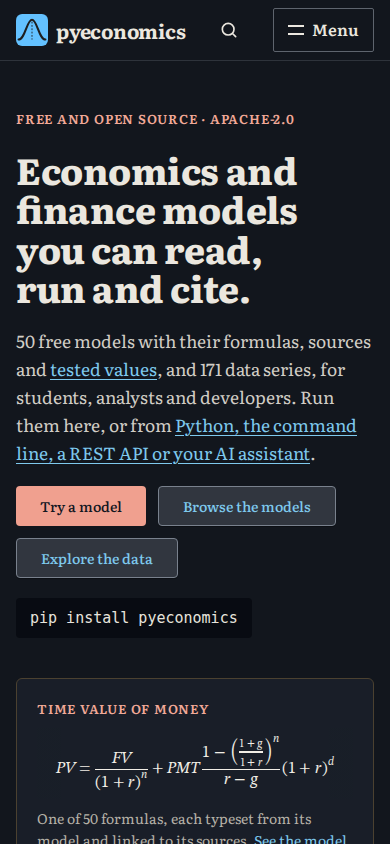 pyeconomics
Menu
FREE AND OPEN SOURCE · APACHE-2.0
Economics and
finance models
you can read,
run and cite.
50 free models with their formulas, sources
and tested values, and 171 data series, for
students, analysts and developers. Run
them here, or from Python, the command
line, a REST API or your AI assistant.
Try a model
Browse the models
Explore the data
pip install pyeconomics
TIME VALUE OF MONEY
PV = FV/(1 + r)^n + PMT (1 − ((1 + g)/(1 + r))^n)/(r − g) (1 + r)^d
One of 50 formulas, each typeset from its
model and linked to its sources. See the model